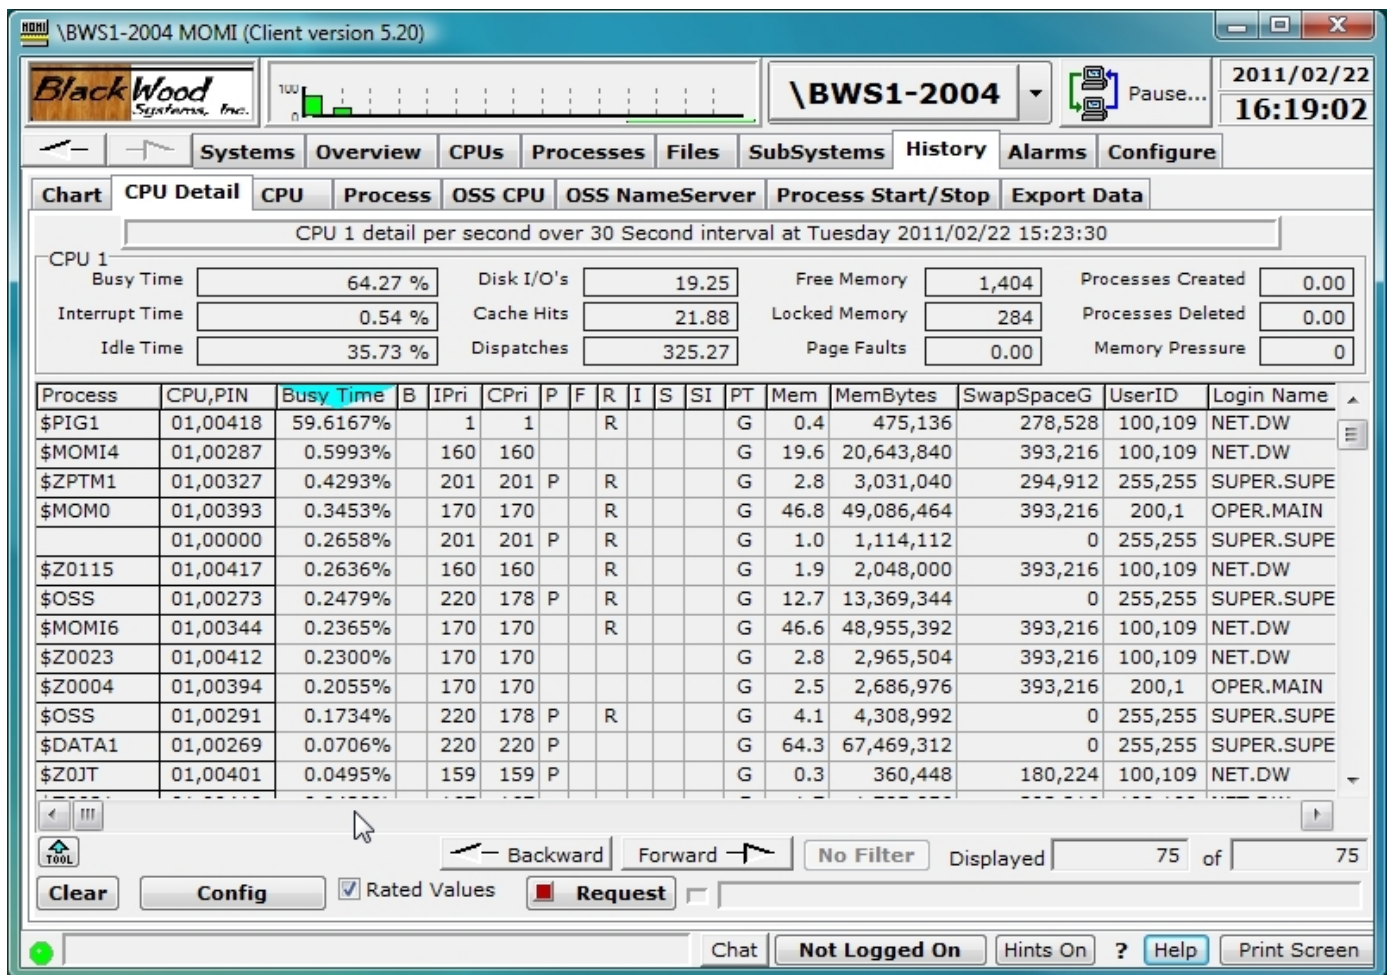 MOMI \BWS1-2004 MOMI (Client version 5.20)
BlackWood Systems, Inc.
100
0
\BWS1-2004
Pause...
2011/02/22
16:19:02
Systems Overview CPUs Processes Files SubSystems History Alarms Configure
Chart CPU Detail CPU Process OSS CPU OSS NameServer Process Start/Stop Export Data
CPU 1 detail per second over 30 Second interval at Tuesday 2011/02/22 15:23:30
CPU 1
Busy Time 64.27 % Disk I/O's 19.25 Free Memory 1,404 Processes Created 0.00
Interrupt Time 0.54 % Cache Hits 21.88 Locked Memory 284 Processes Deleted 0.00
Idle Time 35.73 % Dispatches 325.27 Page Faults 0.00 Memory Pressure 0
Process CPU,PIN Busy Time B IPri CPri P F R I S SI PT Mem MemBytes SwapSpaceG UserID Login Name
$PIG1 01,00418 59.6167% 1 1 R G 0.4 475,136 278,528 100,109 NET.DW
$MOMI4 01,00287 0.5993% 160 160 G 19.6 20,643,840 393,216 100,109 NET.DW
$ZPTM1 01,00327 0.4293% 201 201 P R G 2.8 3,031,040 294,912 255,255 SUPER.SUPE
$MOM0 01,00393 0.3453% 170 170 R G 46.8 49,086,464 393,216 200,1 OPER.MAIN
01,00000 0.2658% 201 201 P R G 1.0 1,114,112 0 255,255 SUPER.SUPE
$Z0115 01,00417 0.2636% 160 160 R G 1.9 2,048,000 393,216 100,109 NET.DW
$OSS 01,00273 0.2479% 220 178 P R G 12.7 13,369,344 0 255,255 SUPER.SUPE
$MOMI6 01,00344 0.2365% 170 170 R G 46.6 48,955,392 393,216 100,109 NET.DW
$Z0023 01,00412 0.2300% 170 170 G 2.8 2,965,504 393,216 100,109 NET.DW
$Z0004 01,00394 0.2055% 170 170 G 2.5 2,686,976 393,216 200,1 OPER.MAIN
$OSS 01,00291 0.1734% 220 178 P R G 4.1 4,308,992 0 255,255 SUPER.SUPE
$DATA1 01,00269 0.0706% 220 220 P G 64.3 67,469,312 0 255,255 SUPER.SUPE
$Z0JT 01,00401 0.0495% 159 159 P G 0.3 360,448 180,224 100,109 NET.DW
TOOL Backward Forward No Filter Displayed 75 of 75
Clear Config Rated Values Request
Chat Not Logged On Hints On ? Help Print Screen